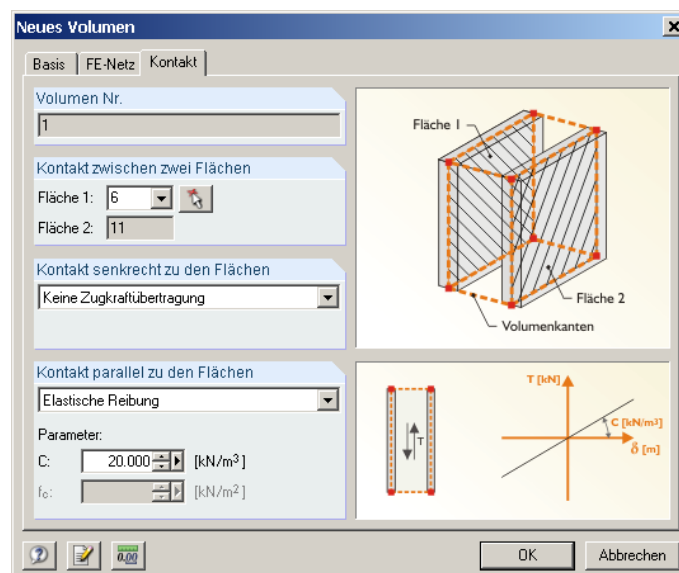 Neues Volumen
Basis FE-Netz Kontakt
Volumen Nr.
1
Kontakt zwischen zwei Flächen
Fläche 1: 6
Fläche 2: 11
Kontakt senkrecht zu den Flächen
Keine Zugkraftübertragung
Kontakt parallel zu den Flächen
Elastische Reibung
Parameter:
C: 20.000 [kN/m³]
fc: [kN/m²]
Fläche 1
Fläche 2
Volumenkanten
T
T [kN]
C [kN/m³]
δ [m]
0.00
OK Abbrechen